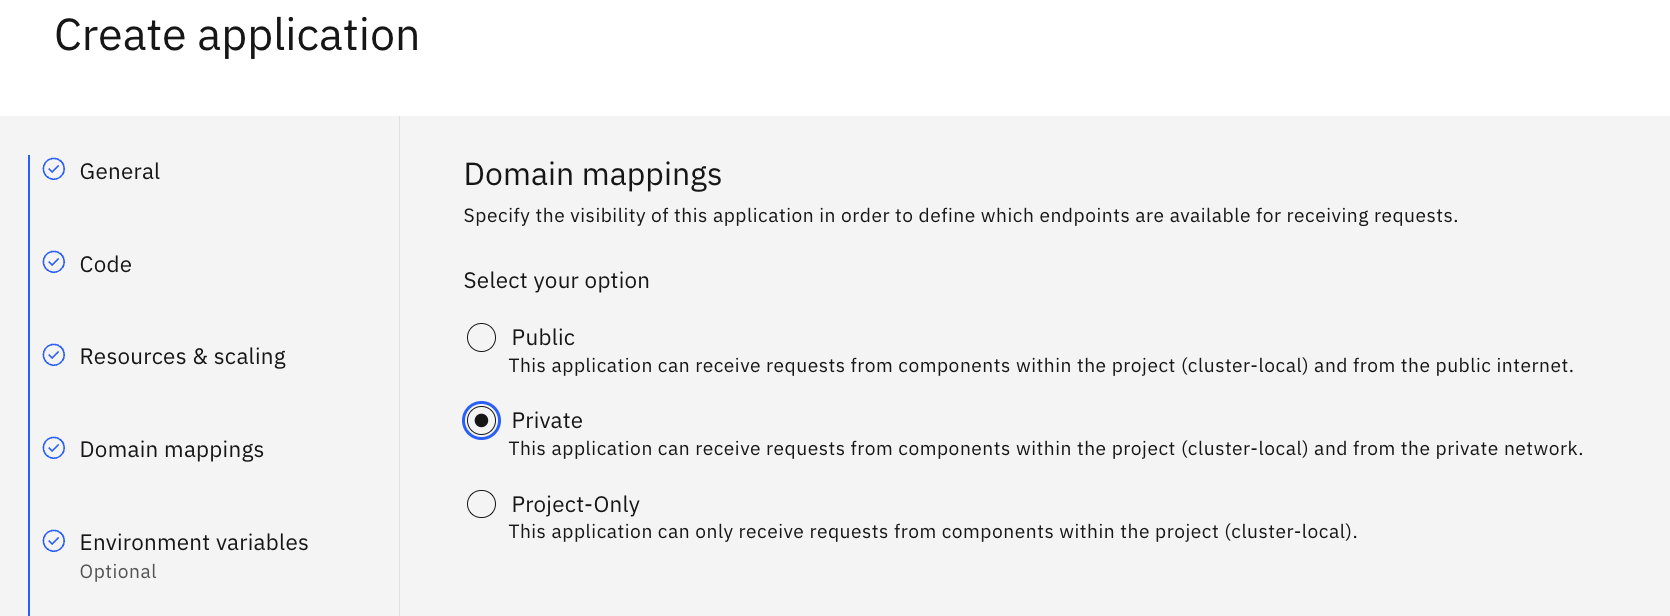 Create application
General
Code
Resources & scaling
Domain mappings
Environment variables
Optional
Domain mappings
Specify the visibility of this application in order to define which endpoints are available for receiving requests.
Select your option
Public
This application can receive requests from components within the project (cluster-local) and from the public internet.
Private
This application can receive requests from components within the project (cluster-local) and from the private network.
Project-Only
This application can only receive requests from components within the project (cluster-local).